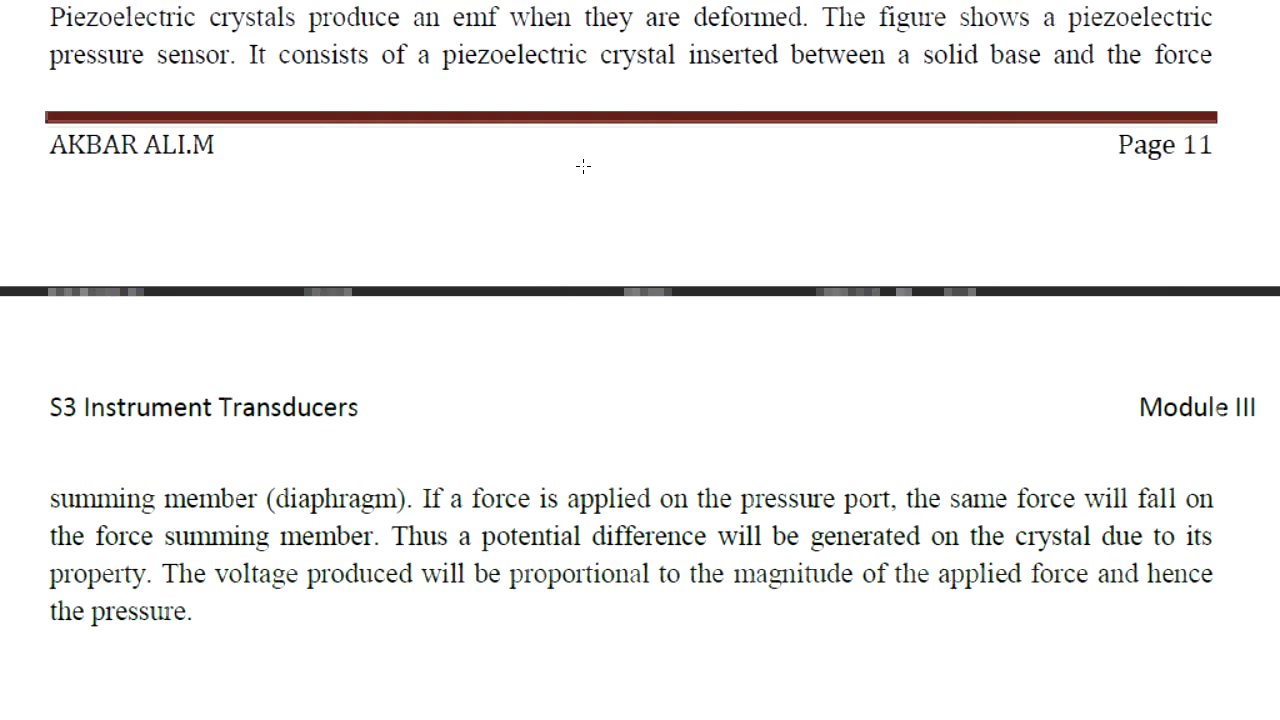 Piezoelectric crystals produce an emf when they are deformed. The figure shows a piezoelectric
pressure sensor. It consists of a piezoelectric crystal inserted between a solid base and the force
AKBAR ALI.M Page 11
S3 Instrument Transducers Module III
summing member (diaphragm). If a force is applied on the pressure port, the same force will fall on
the force summing member. Thus a potential difference will be generated on the crystal due to its
property. The voltage produced will be proportional to the magnitude of the applied force and hence
the pressure.